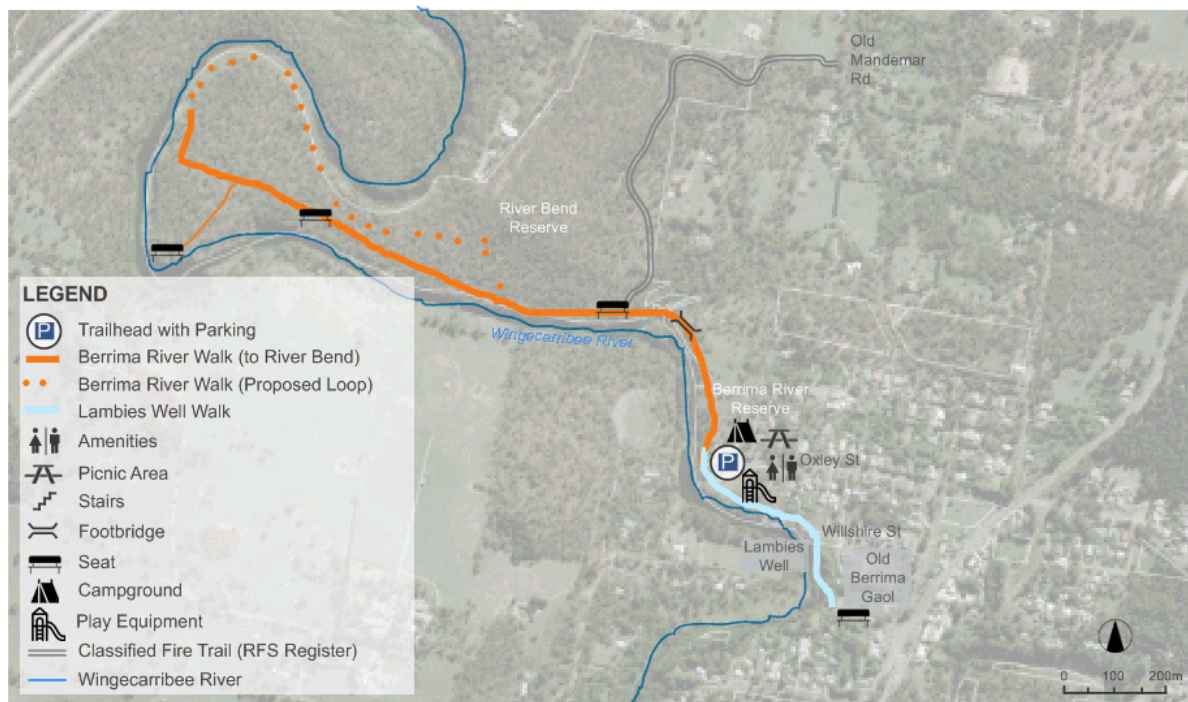 Old
Mandemar
Rd
River Bend
Reserve
Wingecarribee River
Berrima River
Reserve
P
Oxley St
Willshire St
Lambies
Well
Old
Berrima
Gaol
LEGEND
P Trailhead with Parking
Berrima River Walk (to River Bend)
Berrima River Walk (Proposed Loop)
Lambies Well Walk
Amenities
Picnic Area
Stairs
Footbridge
Seat
Campground
Play Equipment
Classified Fire Trail (RFS Register)
Wingecarribee River
0 100 200m